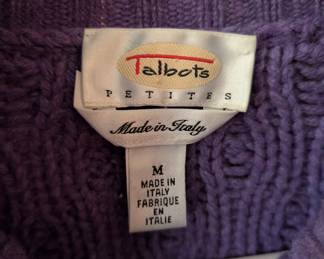 Talbots
PETITES
Made in Italy
M
MADE IN
ITALY
FABRIQUE
EN
ITALIE